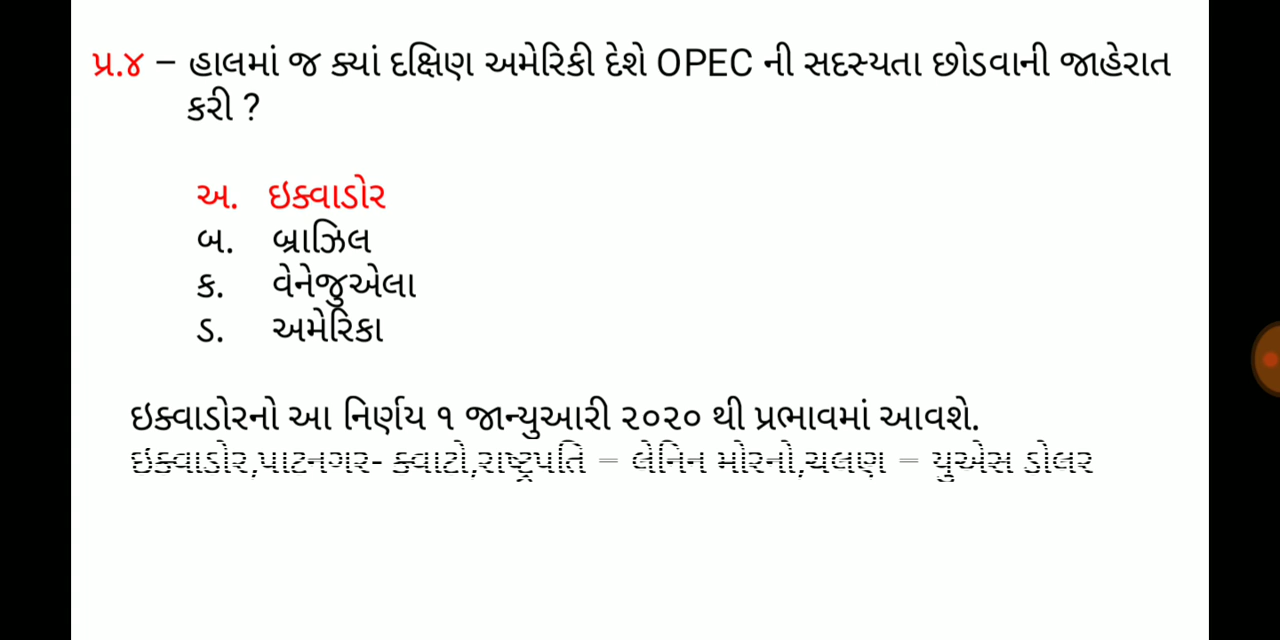 પ્ર.૪ – હાલમાં જ ક્યાં દક્ષિણ અમેરિકી દેશે OPEC ની સદસ્યતા છોડવાની જાહેરાત
કરી ?
અ. ઇક્વાડોર
બ. બ્રાઝિલ
ક. વેનેજુએલા
ડ. અમેરિકા
ઇક્વાડોરનો આ નિર્ણય ૧ જાન્યુઆરી ૨૦૨૦ થી પ્રભાવમાં આવશે.
ઇક્વાડોર,પાટનગર- ક્વાટો,રાષ્ટ્રપતિ – લેનિન મોરનો,ચલણ – યુએસ ડોલર